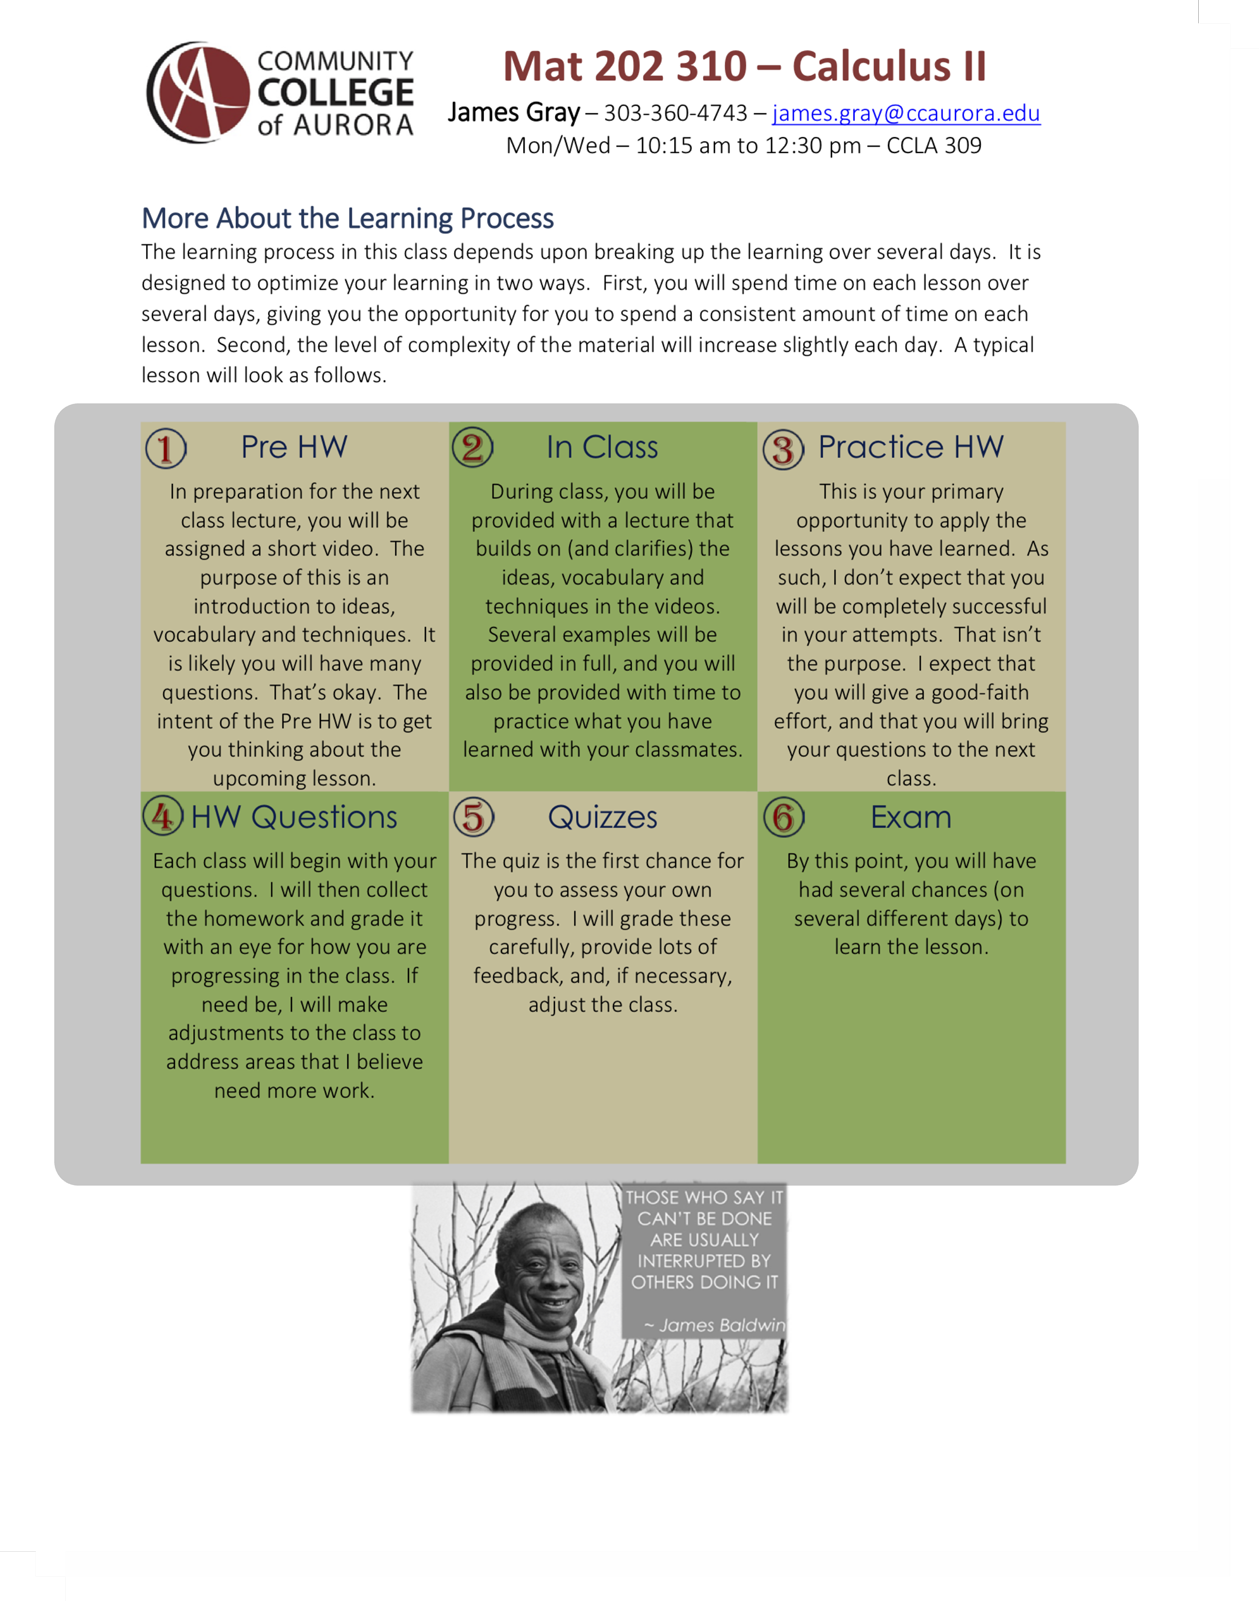 COMMUNITY
COLLEGE
of AURORA
Mat 202 310 – Calculus II
James Gray – 303-360-4743 – james.gray@ccaurora.edu
Mon/Wed – 10:15 am to 12:30 pm – CCLA 309
More About the Learning Process
The learning process in this class depends upon breaking up the learning over several days.  It is
designed to optimize your learning in two ways.  First, you will spend time on each lesson over
several days, giving you the opportunity for you to spend a consistent amount of time on each
lesson.  Second, the level of complexity of the material will increase slightly each day.  A typical
lesson will look as follows.
1 Pre HW
In preparation for the next
class lecture, you will be
assigned a short video.  The
purpose of this is an
introduction to ideas,
vocabulary and techniques.  It
is likely you will have many
questions.  That's okay.  The
intent of the Pre HW is to get
you thinking about the
upcoming lesson.
2 In Class
During class, you will be
provided with a lecture that
builds on (and clarifies) the
ideas, vocabulary and
techniques in the videos.
Several examples will be
provided in full, and you will
also be provided with time to
practice what you have
learned with your classmates.
3 Practice HW
This is your primary
opportunity to apply the
lessons you have learned.  As
such, I don't expect that you
will be completely successful
in your attempts.  That isn't
the purpose.  I expect that
you will give a good-faith
effort, and that you will bring
your questions to the next
class.
4 HW Questions
Each class will begin with your
questions.  I will then collect
the homework and grade it
with an eye for how you are
progressing in the class.  If
need be, I will make
adjustments to the class to
address areas that I believe
need more work.
5 Quizzes
The quiz is the first chance for
you to assess your own
progress.  I will grade these
carefully, provide lots of
feedback, and, if necessary,
adjust the class.
6 Exam
By this point, you will have
had several chances (on
several different days) to
learn the lesson.
THOSE WHO SAY IT
CAN'T BE DONE
ARE USUALLY
INTERRUPTED BY
OTHERS DOING IT
~ James Baldwin